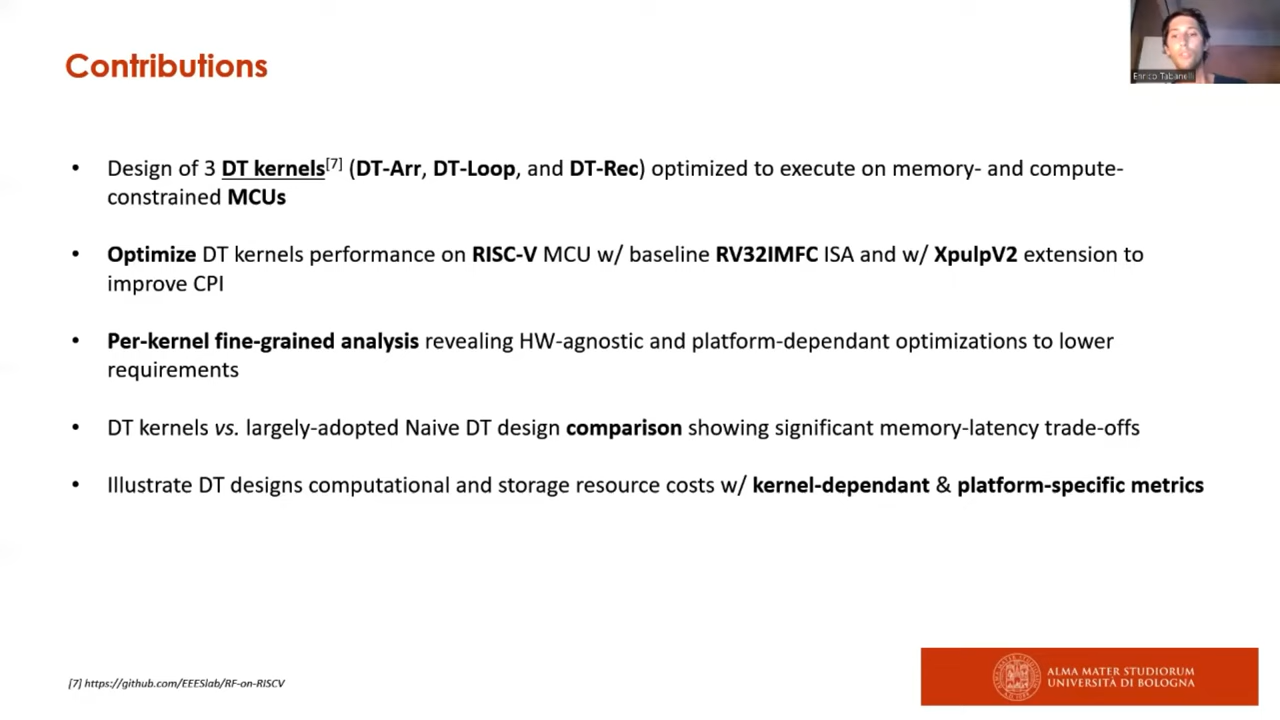 Contributions
Enrico Tabanelli
• Design of 3 DT kernels[7] (DT-Arr, DT-Loop, and DT-Rec) optimized to execute on memory- and compute-
constrained MCUs
• Optimize DT kernels performance on RISC-V MCU w/ baseline RV32IMFC ISA and w/ XpulpV2 extension to
improve CPI
• Per-kernel fine-grained analysis revealing HW-agnostic and platform-dependant optimizations to lower
requirements
• DT kernels vs. largely-adopted Naive DT design comparison showing significant memory-latency trade-offs
• Illustrate DT designs computational and storage resource costs w/ kernel-dependant & platform-specific metrics
[7] https://github.com/EEESlab/RF-on-RISCV
ALMA MATER STUDIORUM
UNIVERSITÀ DI BOLOGNA